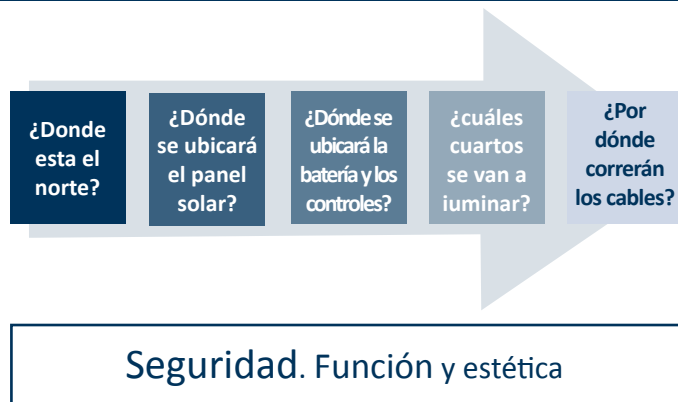 ¿Donde
esta el
norte?
¿Dónde
se ubicará
el panel
solar?
¿Dónde se
ubicará la
batería y los
controles?
¿cuáles
cuartos
se van a
iuminar?
¿Por
dónde
correrán
los cables?
Seguridad. Función y estética